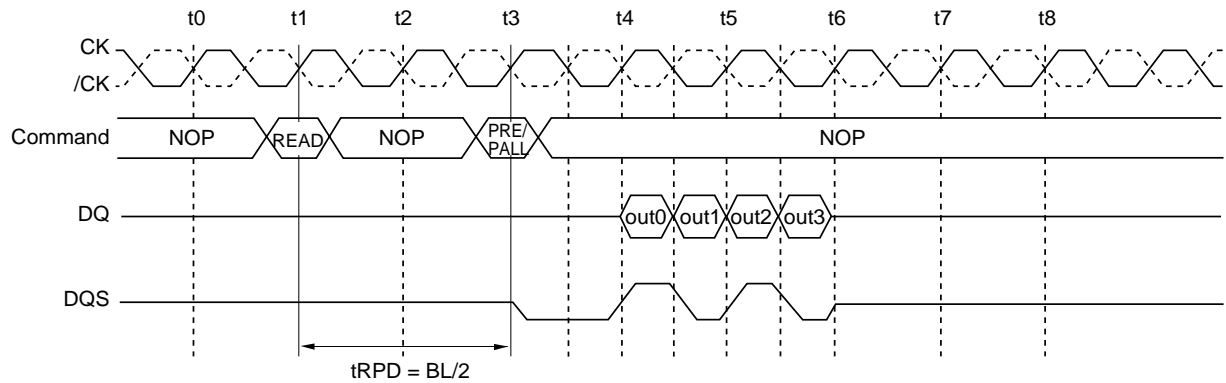 t0 t1 t2 t3 t4 t5 t6 t7 t8
CK
/CK
Command NOP READ NOP PRE/
PALL NOP
DQ out0 out1 out2 out3
DQS
tRPD = BL/2